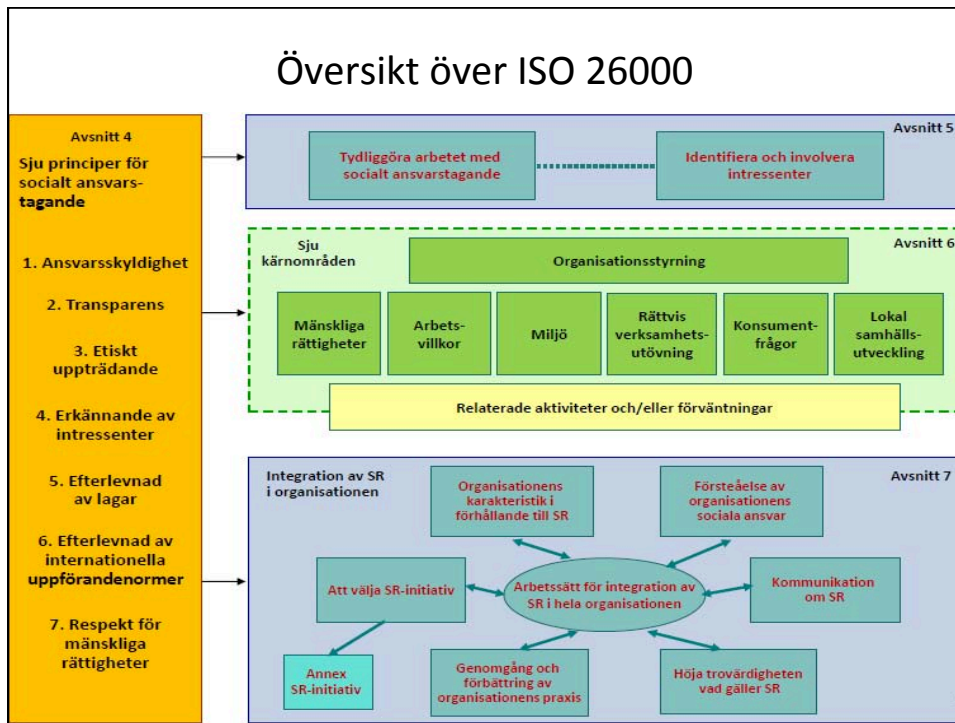 Översikt över ISO 26000
Avsnitt 4
Sju principer för
socialt ansvars-
tagande
1. Ansvarsskyldighet
2. Transparens
3. Etiskt
uppträdande
4. Erkännande av
intressenter
5. Efterlevnad
av lagar
6. Efterlevnad av
internationella
uppförandenormer
7. Respekt för
mänskliga
rättigheter
Avsnitt 5
Tydliggöra arbetet med
socialt ansvarstagande
Identifiera och involvera
intressenter
Sju
kärnområden
Avsnitt 6
Organisationsstyrning
Mänskliga
rättigheter
Arbets-
villkor
Miljö
Rättvis
verksamhets-
utövning
Konsument-
frågor
Lokal
samhälls-
utveckling
Relaterade aktiviteter och/eller förväntningar
Integration av SR
i organisationen
Avsnitt 7
Organisationens
karakteristik i
förhållande till SR
Försteåelse av
organisationens
sociala ansvar
Att välja SR-initiativ
Arbetssätt för integration av
SR i hela organisationen
Kommunikation
om SR
Annex
SR-initiativ
Genomgång och
förbättring av
organisationens praxis
Höja trovärdigheten
vad gäller SR